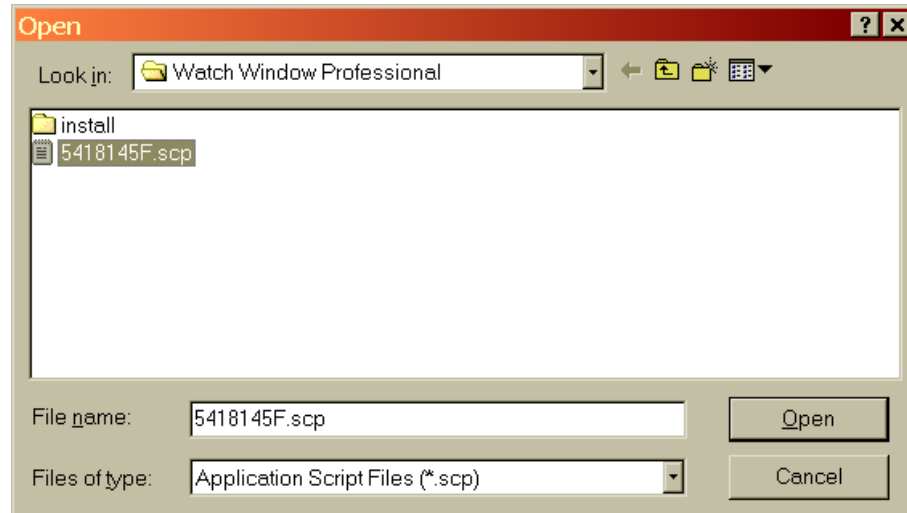 Open
Look in: Watch Window Professional
install
5418145F.scp
File name: 5418145F.scp Open
Files of type: Application Script Files (*.scp) Cancel